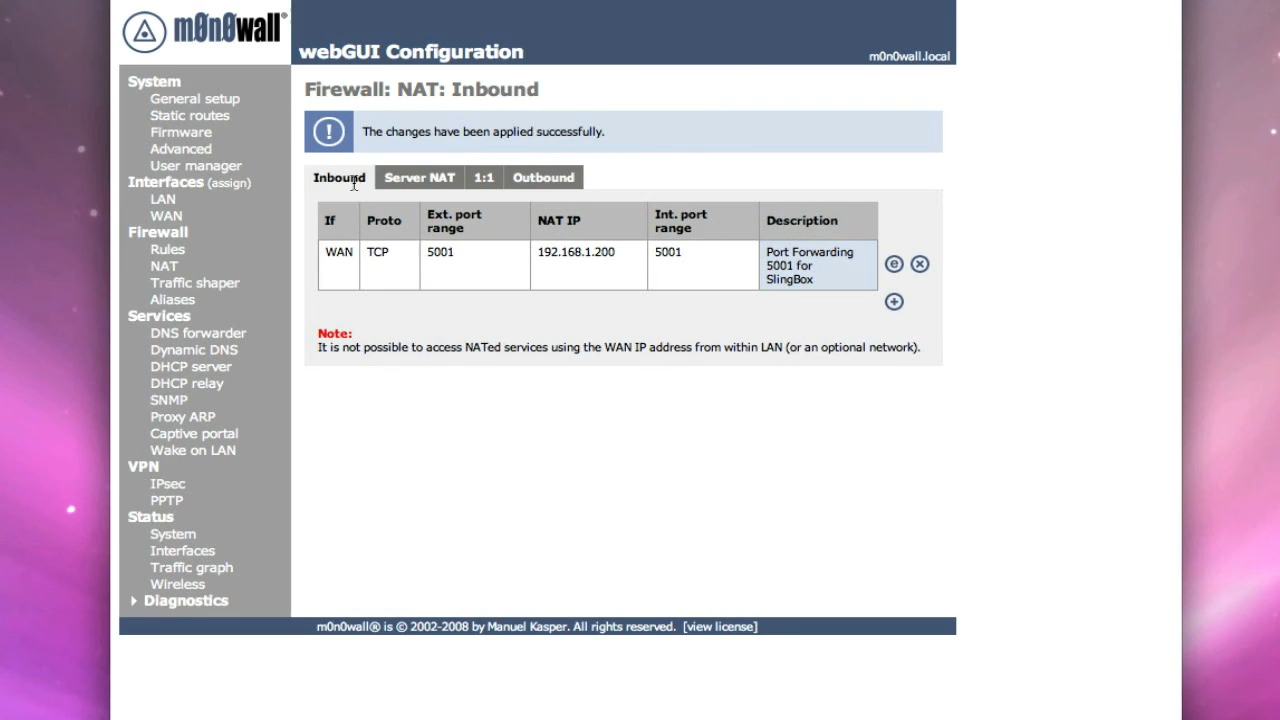 m0n0wall®
webGUI Configuration
m0n0wall.local
System
General setup
Static routes
Firmware
Advanced
User manager
Interfaces (assign)
LAN
WAN
Firewall
Rules
NAT
Traffic shaper
Aliases
Services
DNS forwarder
Dynamic DNS
DHCP server
DHCP relay
SNMP
Proxy ARP
Captive portal
Wake on LAN
VPN
IPsec
PPTP
Status
System
Interfaces
Traffic graph
Wireless
Diagnostics
Firewall: NAT: Inbound
! The changes have been applied successfully.
Inbound Server NAT 1:1 Outbound
If Proto Ext. port range NAT IP Int. port range Description
WAN TCP 5001 192.168.1.200 5001 Port Forwarding
5001 for
SlingBox
e x
+
Note:
It is not possible to access NATed services using the WAN IP address from within LAN (or an optional network).
m0n0wall® is © 2002-2008 by Manuel Kasper. All rights reserved. [view license]